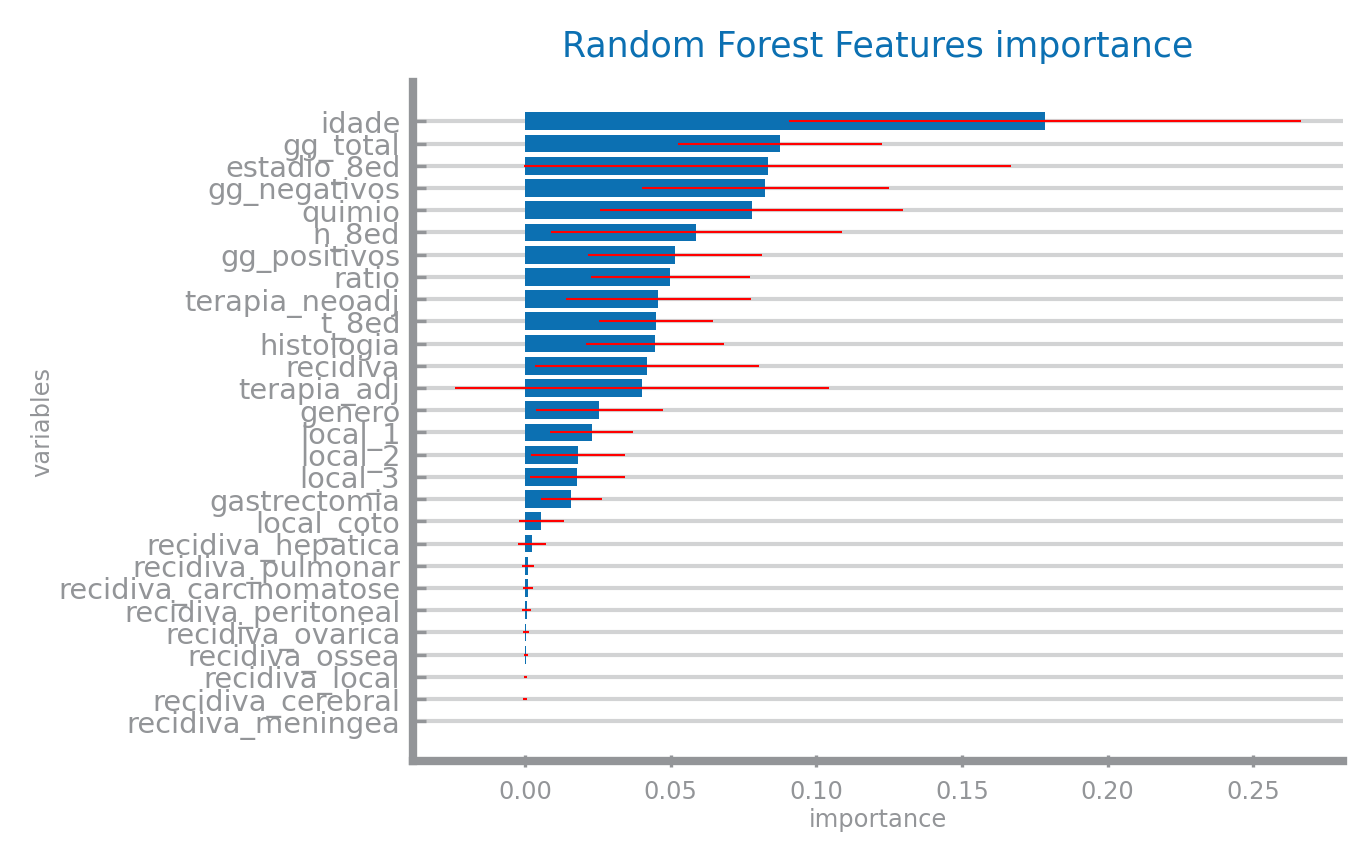 Random Forest Features importance
idade
gg_total
estadio_8ed
gg_negativos
quimio
n_8ed
gg_positivos
ratio
terapia_neoadj
t_8ed
histologia
recidiva
terapia_adj
genero
local_1
local_2
local_3
gastrectomia
local_coto
recidiva_hepatica
recidiva_pulmonar
recidiva_carcinomatose
recidiva_peritoneal
recidiva_ovarica
recidiva_ossea
recidiva_local
recidiva_cerebral
recidiva_meningea
variables
0.00 0.05 0.10 0.15 0.20 0.25
importance